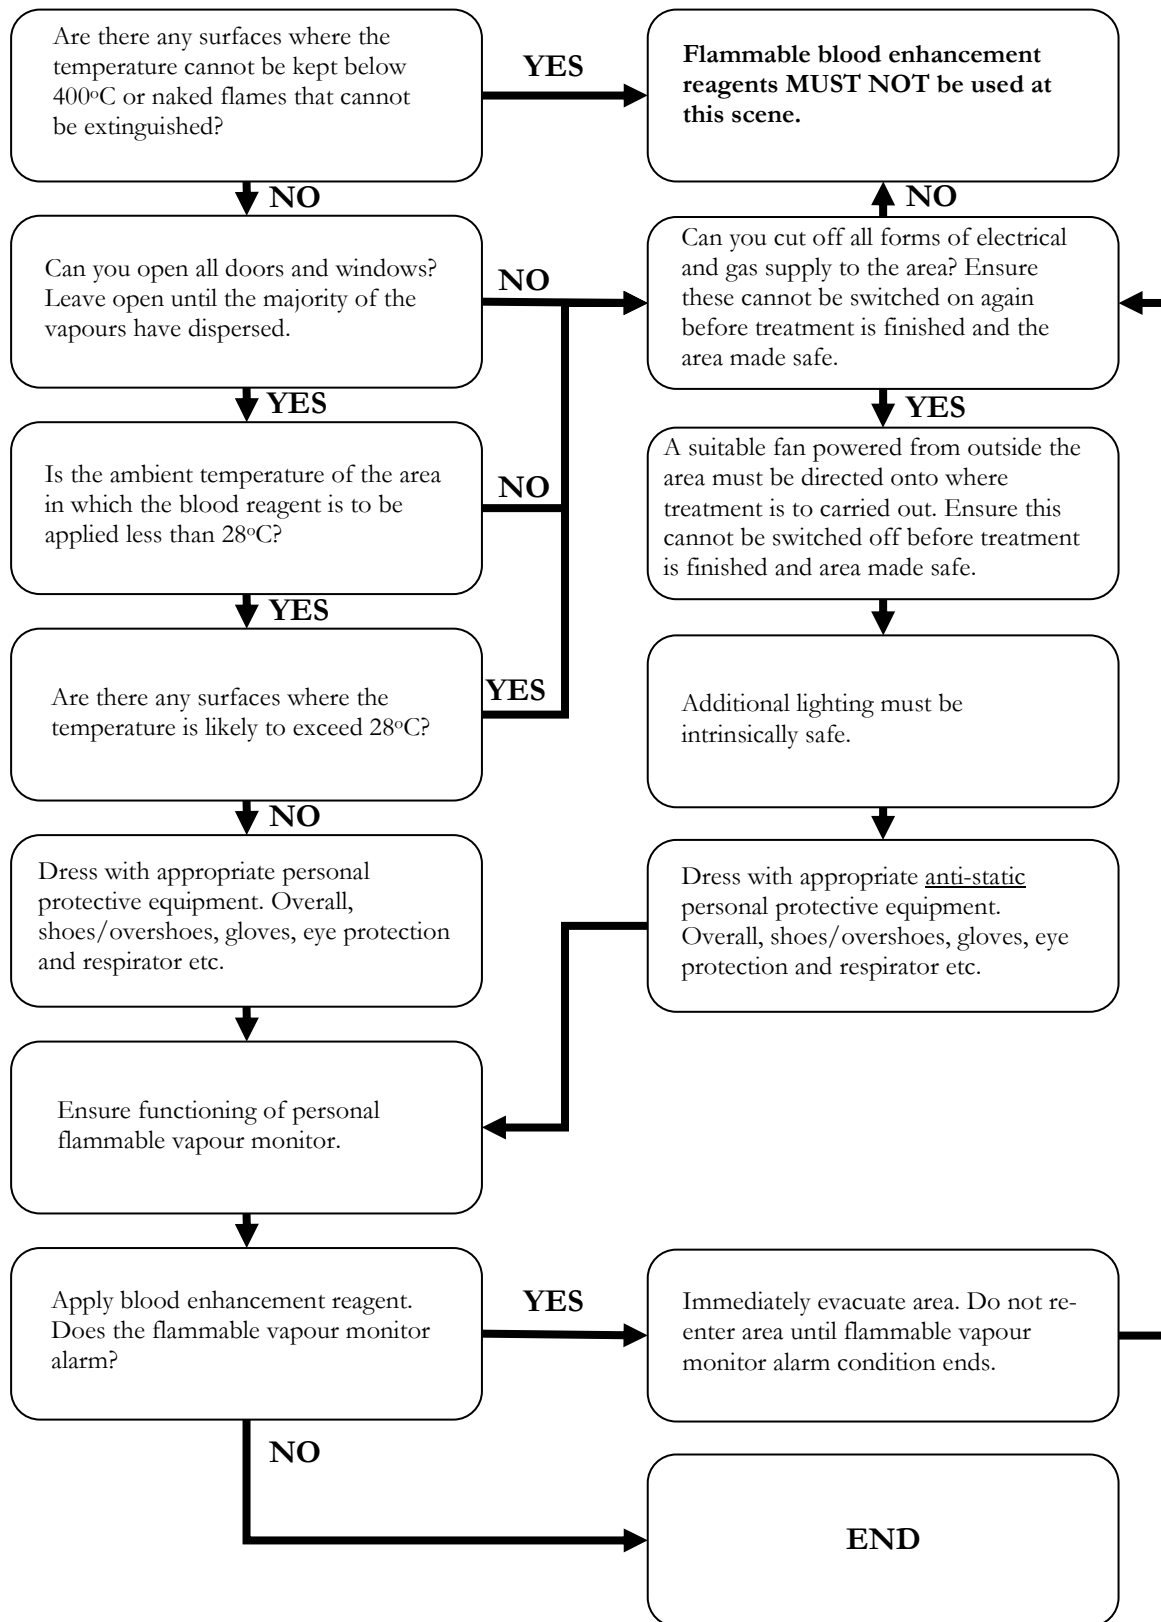 Are there any surfaces where the
temperature cannot be kept below
400°C or naked flames that cannot
be extinguished?
YES
Flammable blood enhancement
reagents MUST NOT be used at
this scene.
NO
NO
Can you open all doors and windows?
Leave open until the majority of the
vapours have dispersed.
NO
Can you cut off all forms of electrical
and gas supply to the area? Ensure
these cannot be switched on again
before treatment is finished and the
area made safe.
YES
YES
Is the ambient temperature of the area
in which the blood reagent is to be
applied less than 28°C?
NO
A suitable fan powered from outside the
area must be directed onto where
treatment is to carried out. Ensure this
cannot be switched off before treatment
is finished and area made safe.
YES
Are there any surfaces where the
temperature is likely to exceed 28°C?
YES
Additional lighting must be
intrinsically safe.
NO
Dress with appropriate personal
protective equipment. Overall,
shoes/overshoes, gloves, eye protection
and respirator etc.
Dress with appropriate anti-static
personal protective equipment.
Overall, shoes/overshoes, gloves, eye
protection and respirator etc.
Ensure functioning of personal
flammable vapour monitor.
Apply blood enhancement reagent.
Does the flammable vapour monitor
alarm?
YES
Immediately evacuate area. Do not re-
enter area until flammable vapour
monitor alarm condition ends.
NO
END